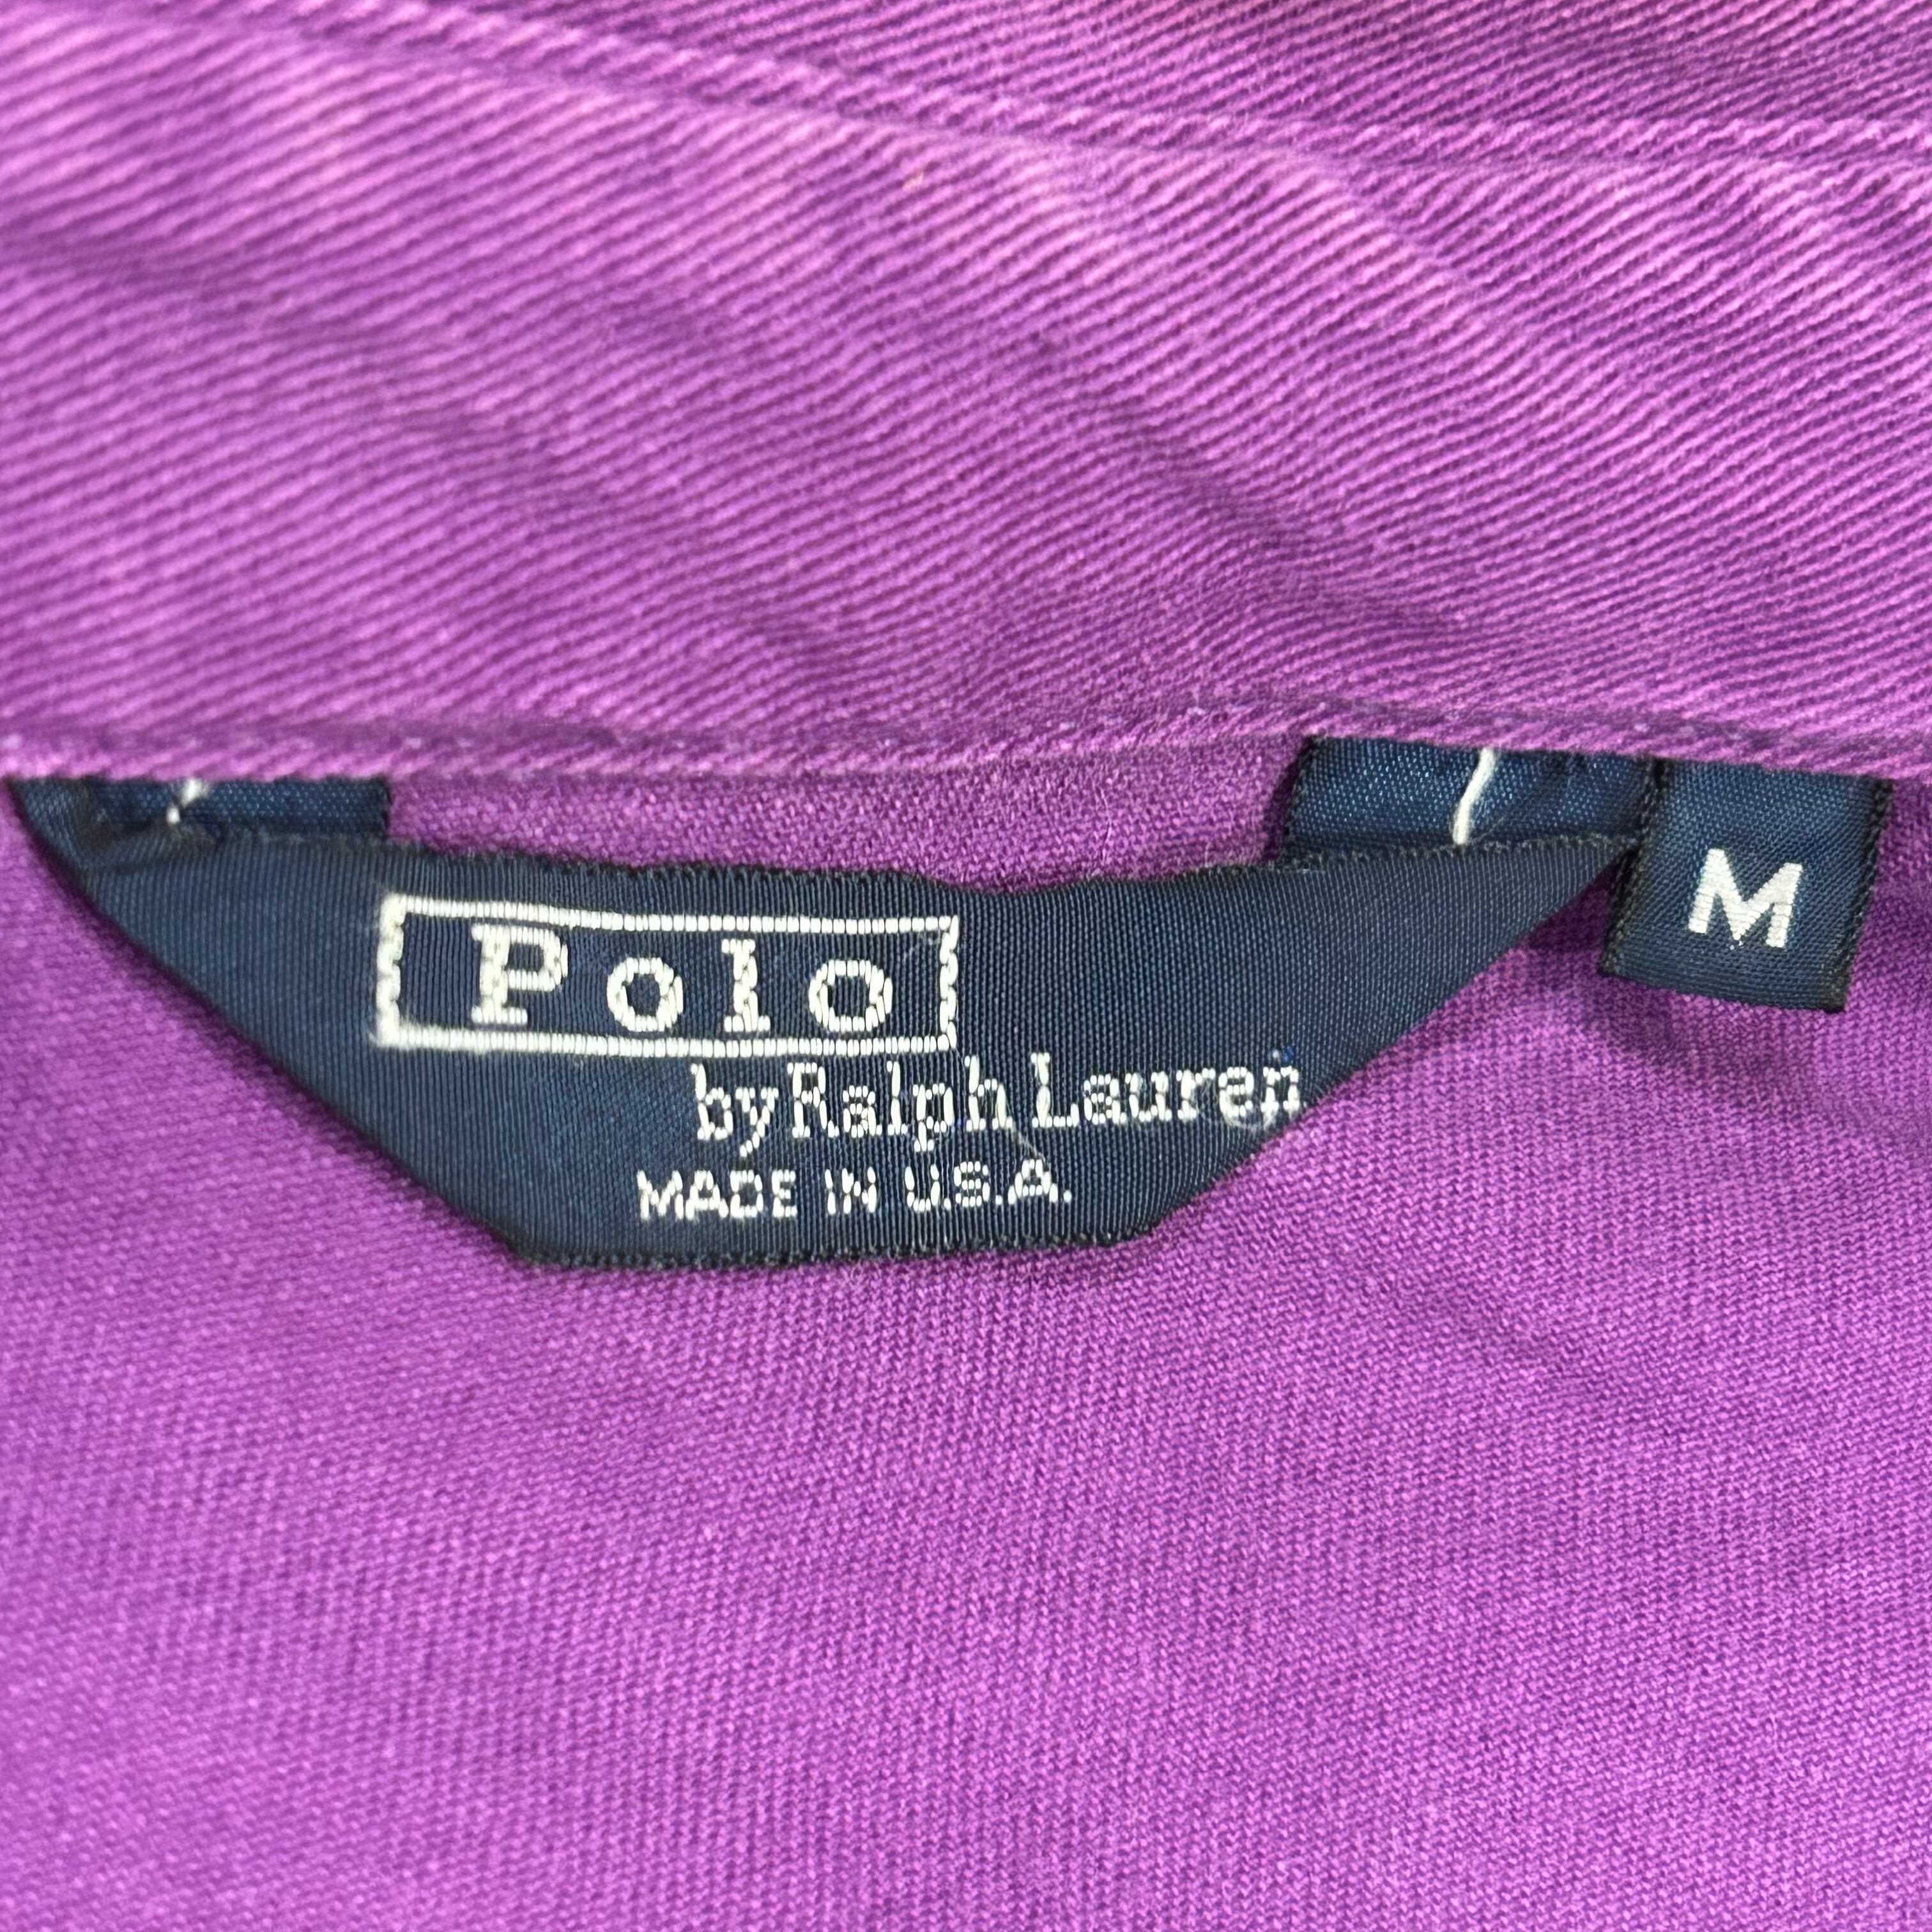 Polo
by Ralph Lauren
MADE IN U.S.A.
M